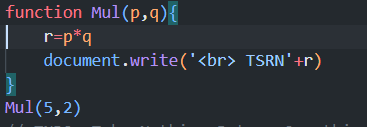 function Mul(p,q){
r=p*q
document.write('<br> TSRN'+r)
}
Mul(5,2)